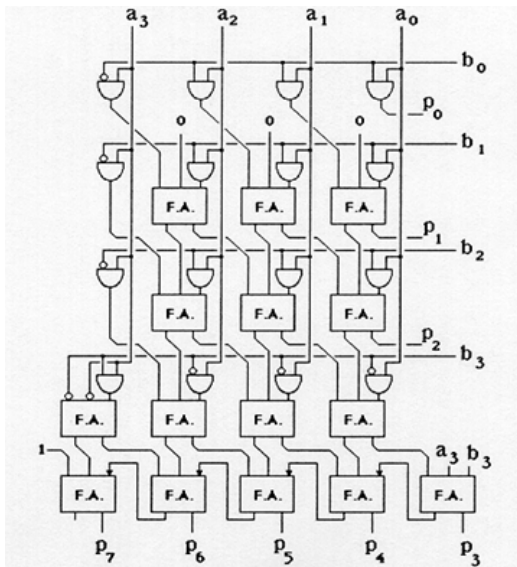 a3 a2 a1 a0
b0
p0
0 0 0
b1
F.A. F.A. F.A.
p1
b2
F.A. F.A. F.A.
p2
b3
F.A. F.A. F.A. F.A.
1 a3 b3
F.A. F.A. F.A. F.A. F.A.
p7 p6 p5 p4 p3